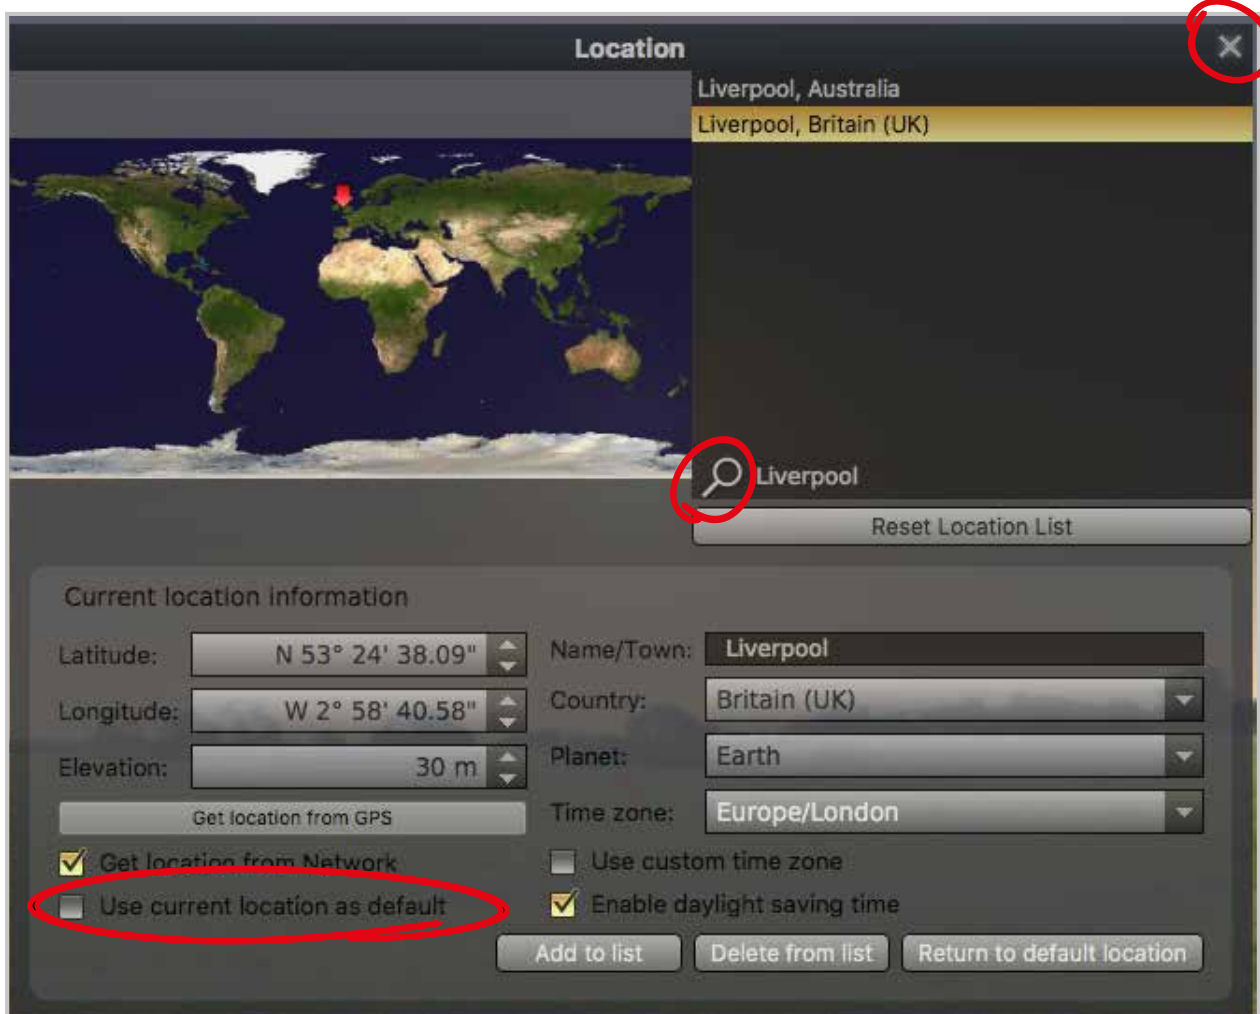 Location
Liverpool, Australia
Liverpool, Britain (UK)
Liverpool
Reset Location List
Current location information
Latitude: N 53° 24' 38.09"
Name/Town: Liverpool
Longitude: W 2° 58' 40.58"
Country: Britain (UK)
Elevation: 30 m
Planet: Earth
Get location from GPS
Time zone: Europe/London
Get location from Network
Use custom time zone
Use current location as default
Enable daylight saving time
Add to list
Delete from list
Return to default location